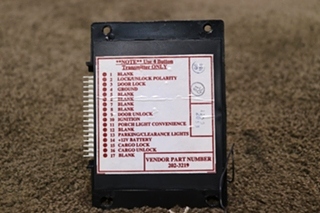 **NOTE** Use 8 Button
Transmitter ONLY
1 BLANK
2 LOCK/UNLOCK POLARITY
3 DOOR LOCK
4 GROUND
5 BLANK
6 BLANK
7 BLANK
8 BLANK
9 DOOR UNLOCK
10 IGNITION
11 PORCH LIGHT CONVENIENCE
12 BLANK
13 PARKING/CLEARANCE LIGHTS
14 +12V BATTERY
15 CARGO LOCK
16 CARGO UNLOCK
17 BLANK
VENDOR PART NUMBER
202-3219